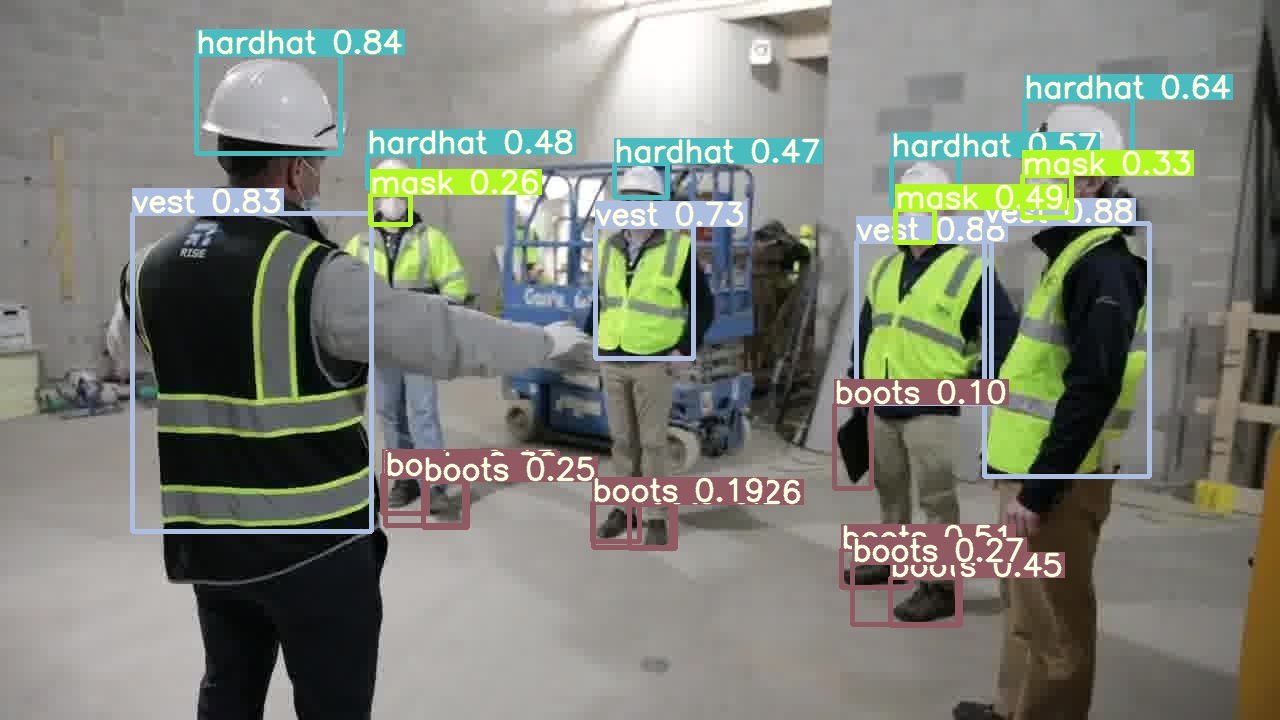 hardhat 0.84
hardhat 0.64
hardhat 0.48
hardhat 0.47
hardhat 0.57
mask 0.33
mask 0.26
mask 0.49
vest 0.83
vest 0.73
vest 0.88
vest 0.86
RISE
boots 0.10
boots 0.25
boots 0.19
26
boots 0.51
boots 0.27
boots 0.45